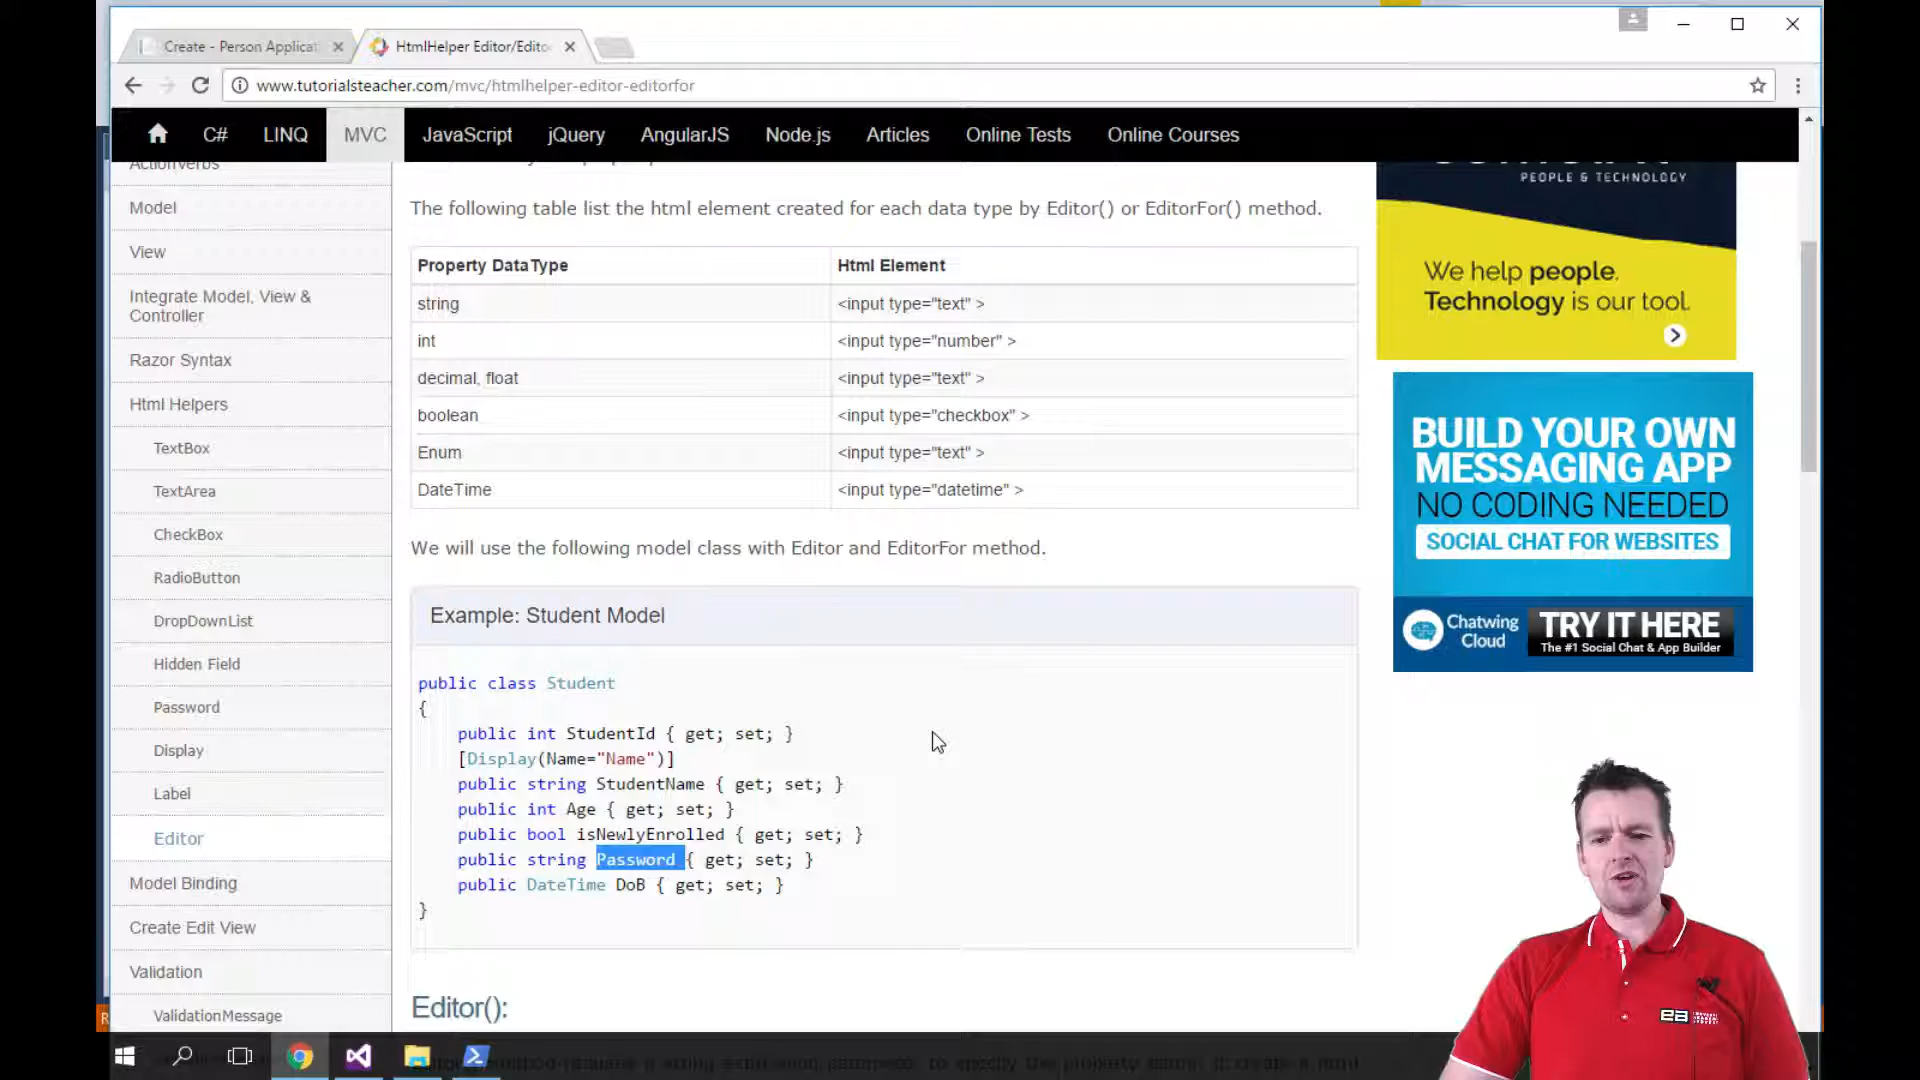 Create - Person Applicat
HtmlHelper Editor/Edito
www.tutorialsteacher.com/mvc/htmlhelper-editor-editorfor
C# LINQ MVC JavaScript jQuery AngularJS Node.js Articles Online Tests Online Courses
ActionVerbs
Model
View
Integrate Model, View &
Controller
Razor Syntax
Html Helpers
TextBox
TextArea
CheckBox
RadioButton
DropDownList
Hidden Field
Password
Display
Label
Editor
Model Binding
Create Edit View
Validation
ValidationMessage
The following table list the html element created for each data type by Editor() or EditorFor() method.
Property DataType Html Element
string <input type="text" >
int <input type="number" >
decimal, float <input type="text" >
boolean <input type="checkbox" >
Enum <input type="text" >
DateTime <input type="datetime" >
We will use the following model class with Editor and EditorFor method.
Example: Student Model
public class Student
{
public int StudentId { get; set; }
[Display(Name="Name")]
public string StudentName { get; set; }
public int Age { get; set; }
public bool isNewlyEnrolled { get; set; }
public string Password { get; set; }
public DateTime DoB { get; set; }
}
Editor():
PEOPLE & TECHNOLOGY
We help people.
Technology is our tool.
BUILD YOUR OWN
MESSAGING APP
NO CODING NEEDED
SOCIAL CHAT FOR WEBSITES
Chatwing
Cloud
TRY IT HERE
The #1 Social Chat & App Builder
R
ea